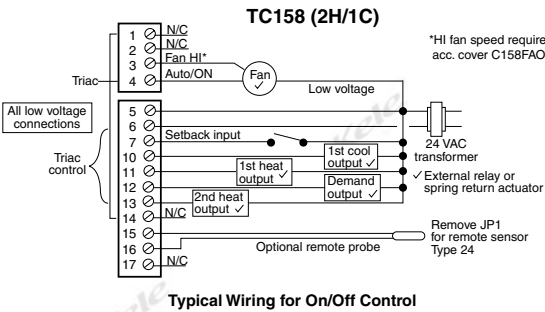 TC158 (2H/1C)
*HI fan speed require
acc. cover C158FAO
1 N/C
2 N/C
3 Fan HI*
4 Auto/ON
Triac
Fan
✓
Low voltage
All low voltage
connections
Triac
control
5
6
7 Setback input
10
11
12
13
14 N/C
15
16
17 N/C
1st cool
output ✓
1st heat
output ✓
Demand
output ✓
2nd heat
output ✓
24 VAC
transformer
✓ External relay or
spring return actuator
Remove JP1
for remote sensor
Type 24
Optional remote probe
Typical Wiring for On/Off Control
Kele
Kele